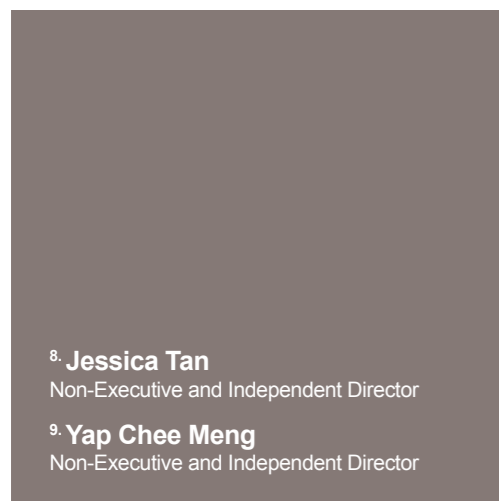 8. Jessica Tan
Non-Executive and Independent Director
9. Yap Chee Meng
Non-Executive and Independent Director